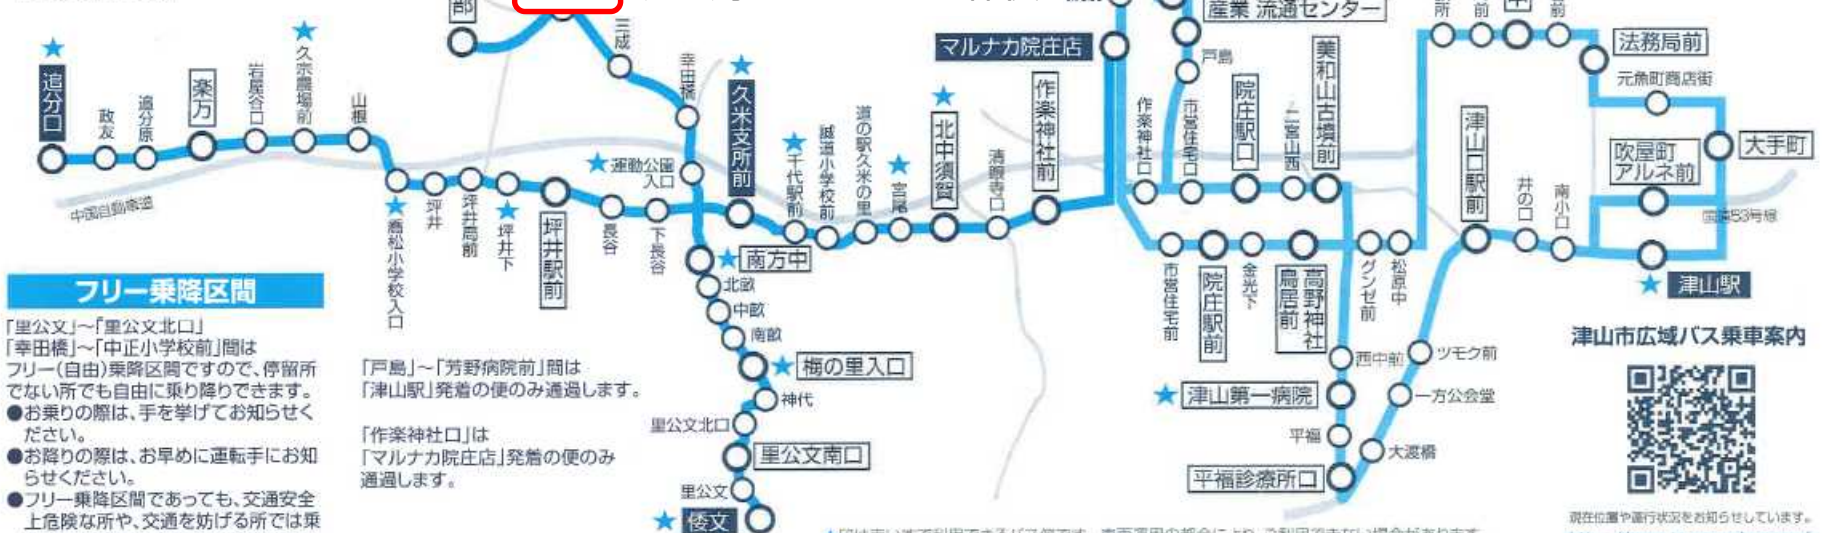 部
三成
幸田橋
追分口
政友
追分原
楽万
岩屋谷口
久宗農場前
山根
中国自動車道
喬松小学校入口
坪井
坪井局前
坪井下
坪井駅前
長谷
下長谷
運動公園
入口
久米支所前
千代駅前
誠道小学校前
道の駅久米の里
宮尾
北中須賀
清眼寺口
作楽神社前
マルナカ院庄店
産業 流通センター
戸島
作楽神社口
市営住宅口
院庄駅口
二宮山西
美和山古墳前
所
前
前
法務局前
元魚町商店街
大手町
吹屋町
アルネ前
国道53号線
津山駅
南小口
井の口
津山口駅前
市営住宅前
院庄駅前
金光下
高野神社
鳥居前
グンゼ前
松原中
西中前
ツモク前
津山第一病院
一方公会堂
平福
大渡橋
平福診療所口
南方中
北畝
中畝
南畝
梅の里入口
神代
里公文北口
里公文南口
里公文
倭文
フリー乗降区間
「里公文」～「里公文北口」
「幸田橋」～「中正小学校前」間は
フリー(自由)乗降区間ですので、停留所
でない所でも自由に乗り降りできます。
●お乗りの際は、手を挙げてお知らせく
ださい。
●お降りの際は、お早めに運転手にお知
らせください。
●フリー乗降区間であっても、交通安全
上危険な所や、交通を妨げる所では乗
「戸島」～「芳野病院前」間は
「津山駅」発着の便のみ通過します。
「作楽神社口」は
「マルナカ院庄店」発着の便のみ
通過します。
津山市広域バス乗車案内
現在位置や運行状況をお知らせしています。